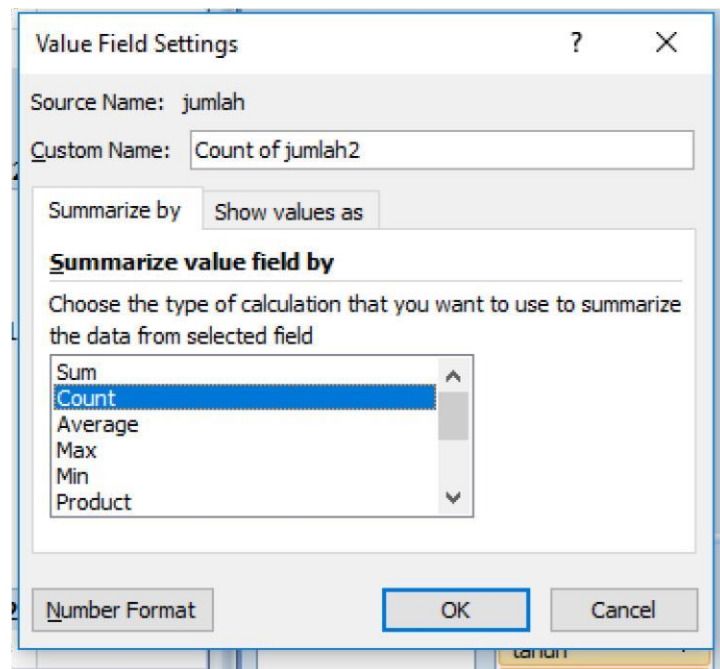 Value Field Settings
Source Name: jumlah
Custom Name: Count of jumlah2
Summarize by Show values as
Summarize value field by
Choose the type of calculation that you want to use to summarize
the data from selected field
Sum
Count
Average
Max
Min
Product
Number Format OK Cancel